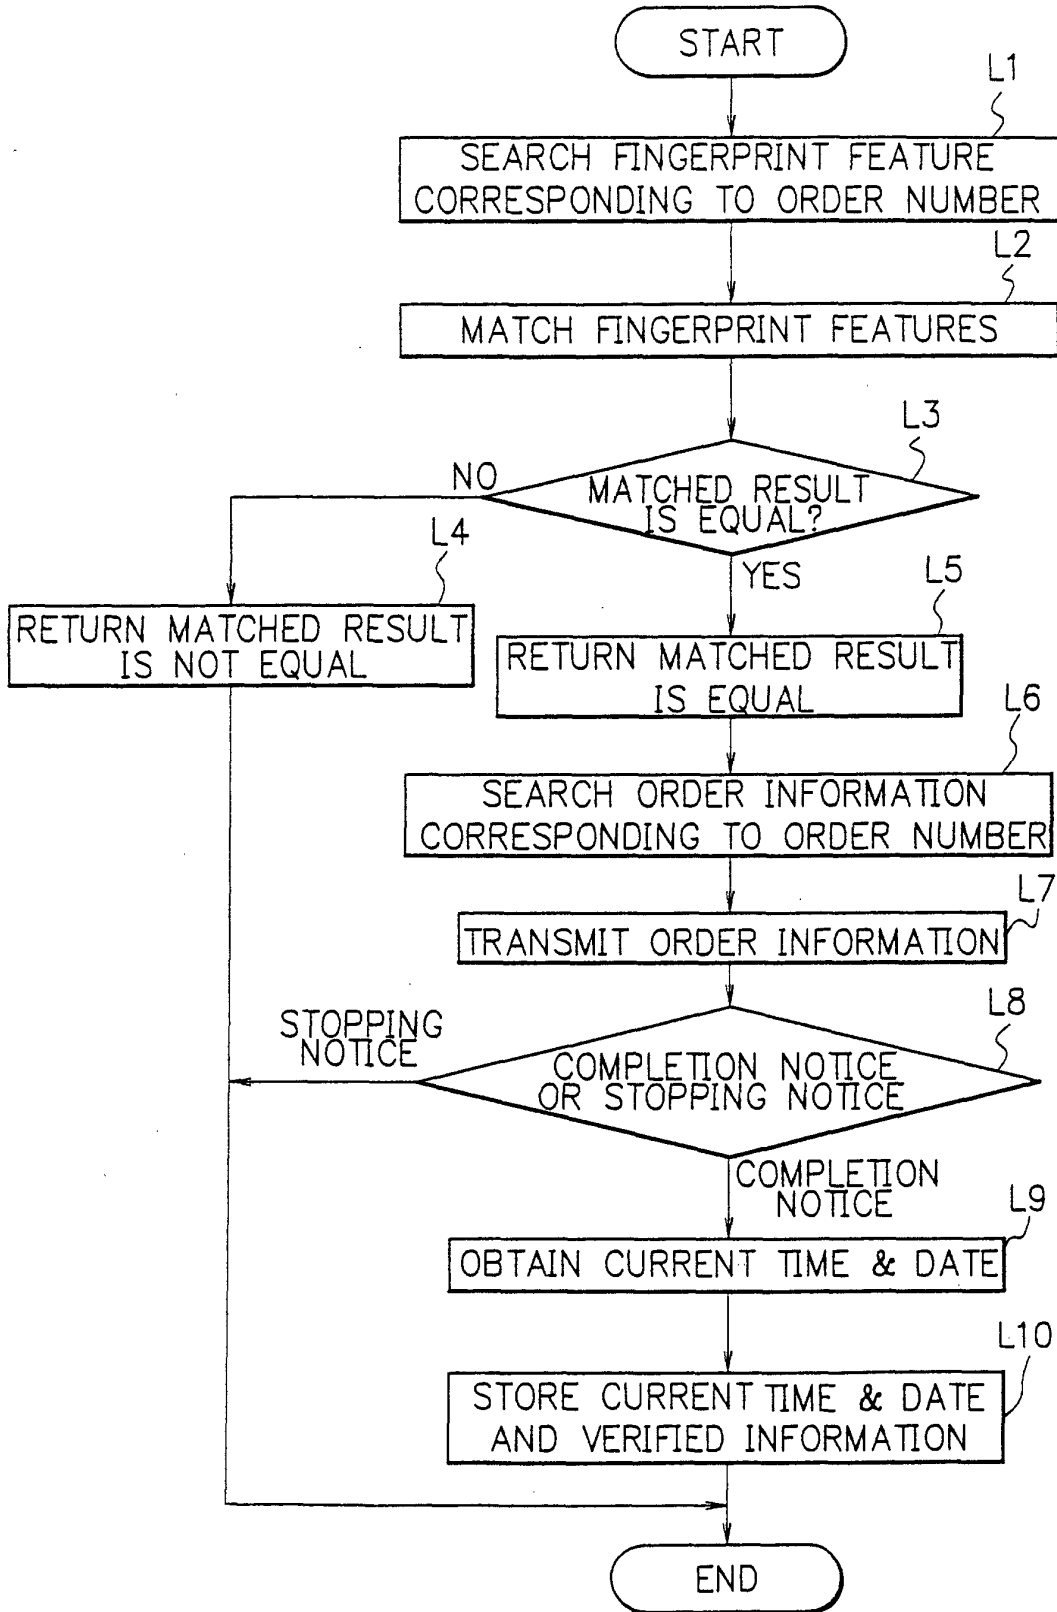 START
L1
SEARCH FINGERPRINT FEATURE
CORRESPONDING TO ORDER NUMBER
L2
MATCH FINGERPRINT FEATURES
L3
NO
MATCHED RESULT
IS EQUAL?
YES
L4
RETURN MATCHED RESULT
IS NOT EQUAL
L5
RETURN MATCHED RESULT
IS EQUAL
L6
SEARCH ORDER INFORMATION
CORRESPONDING TO ORDER NUMBER
L7
TRANSMIT ORDER INFORMATION
L8
STOPPING
NOTICE
COMPLETION NOTICE
OR STOPPING NOTICE
COMPLETION
NOTICE
L9
OBTAIN CURRENT TIME & DATE
L10
STORE CURRENT TIME & DATE
AND VERIFIED INFORMATION
END